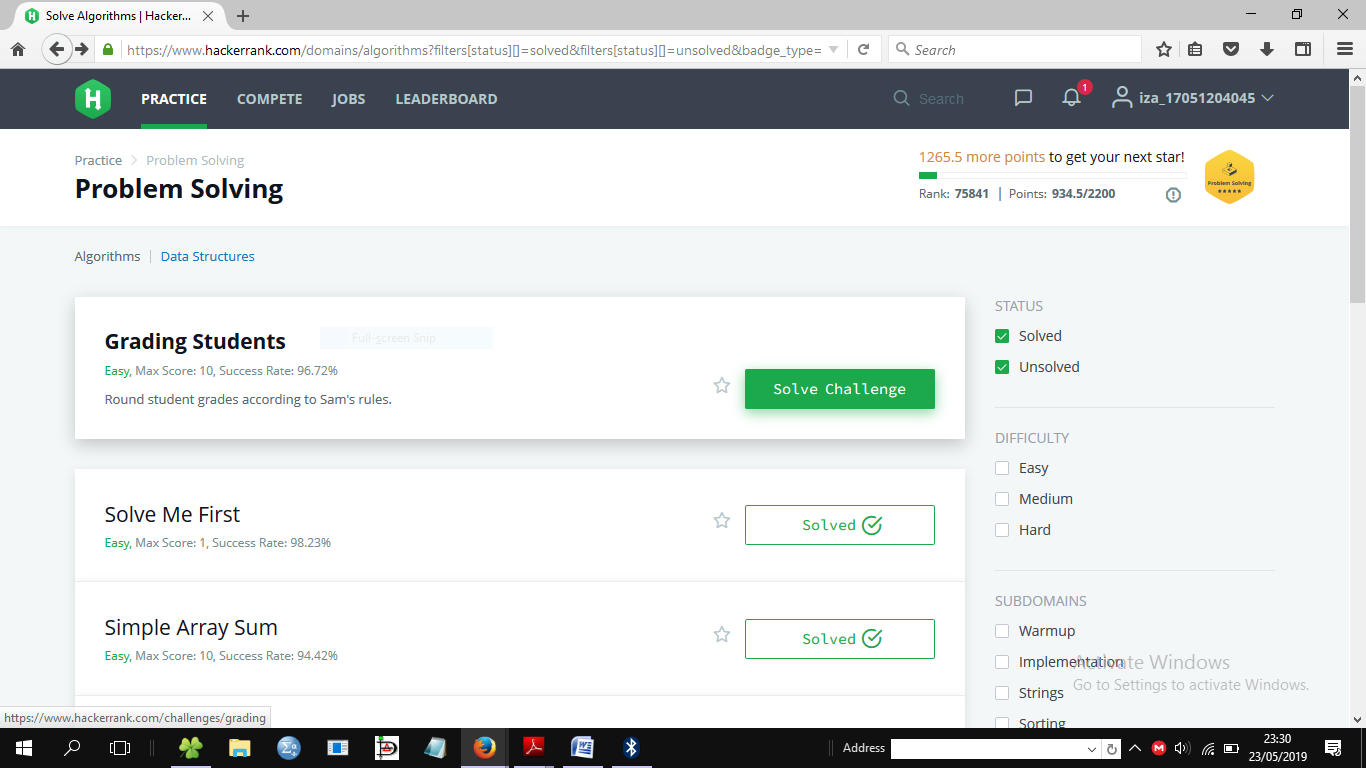 Solve Algorithms | Hacker...
https://www.hackerrank.com/domains/algorithms?filters[status][]=solved&filters[status][]=unsolved&badge_type=
Search
PRACTICE COMPETE JOBS LEADERBOARD Search 1 iza_17051204045
Practice Problem Solving
Problem Solving
1265.5 more points to get your next star!
Rank: 75841 | Points: 934.5/2200
Problem Solving
Algorithms | Data Structures
Grading Students
Full-screen Snip
Easy, Max Score: 10, Success Rate: 96.72%
Round student grades according to Sam's rules.
Solve Challenge
Solve Me First
Easy, Max Score: 1, Success Rate: 98.23%
Solved
Simple Array Sum
Easy, Max Score: 10, Success Rate: 94.42%
Solved
STATUS
Solved
Unsolved
DIFFICULTY
Easy
Medium
Hard
SUBDOMAINS
Warmup
Implementation
Strings
Sorting
Activate Windows
Go to Settings to activate Windows.
https://www.hackerrank.com/challenges/grading
Address
23:30
23/05/2019